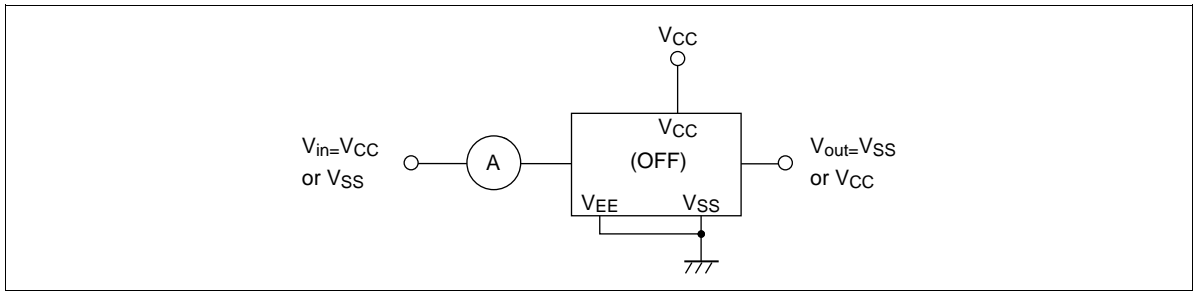 VCC
VCC
(OFF)
Vin=VCC
or VSS
A
Vout=VSS
or VCC
VEE
VSS